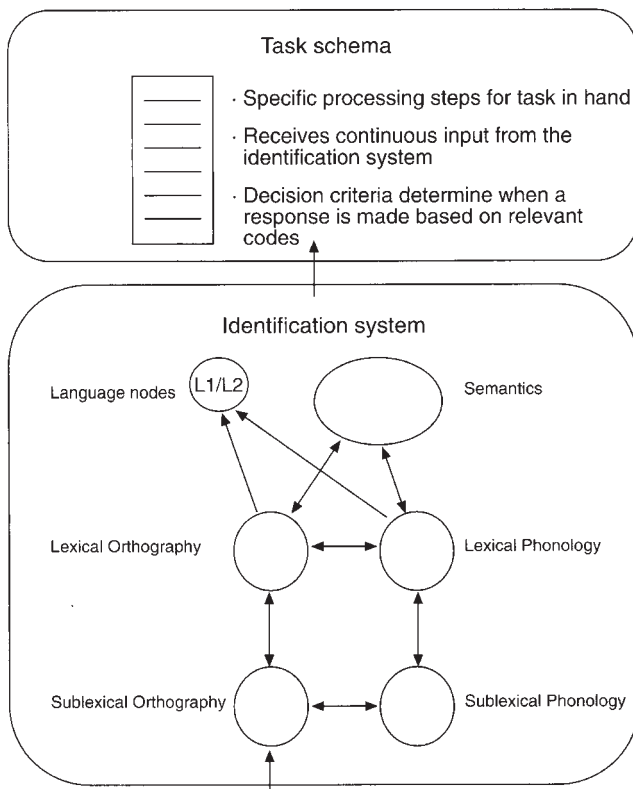 Task schema
· Specific processing steps for task in hand
· Receives continuous input from the
identification system
· Decision criteria determine when a
response is made based on relevant
codes
Identification system
Language nodes
L1/L2
Semantics
Lexical Orthography
Lexical Phonology
Sublexical Orthography
Sublexical Phonology